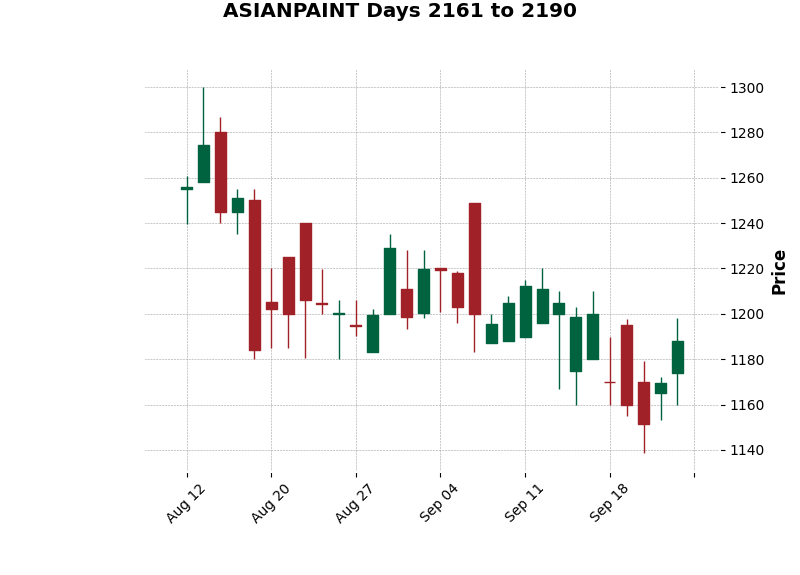 ASIANPAINT Days 2161 to 2190
1300
1280
1260
1240
1220
1200
1180
1160
1140
Price
Aug 12
Aug 20
Aug 27
Sep 04
Sep 11
Sep 18